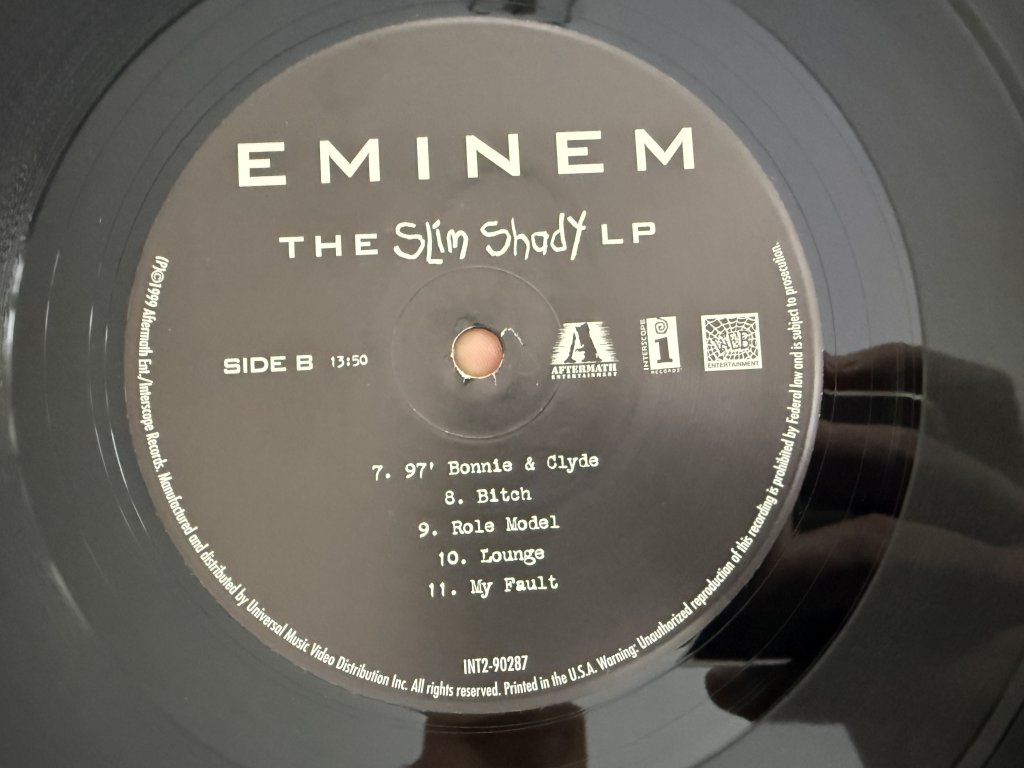 EMINEM
THE Slim Shady LP
SIDE B 13:50
A
AFTERMATH
ENTERTAINMENT
INTERSCOPE
i
RECORDS
WEB
ENTERTAINMENT
7. 97' Bonnie & Clyde
8. Bitch
9. Role Model
10. Lounge
11. My Fault
INT2-90287
(P)©1999 Aftermath Ent./Interscope Records. Manufactured and distributed by Universal Music Video Distribution Inc. All rights reserved. Printed in the U.S.A. Warning: Unauthorized reproduction of this recording is prohibited by Federal law and is subject to prosecution.